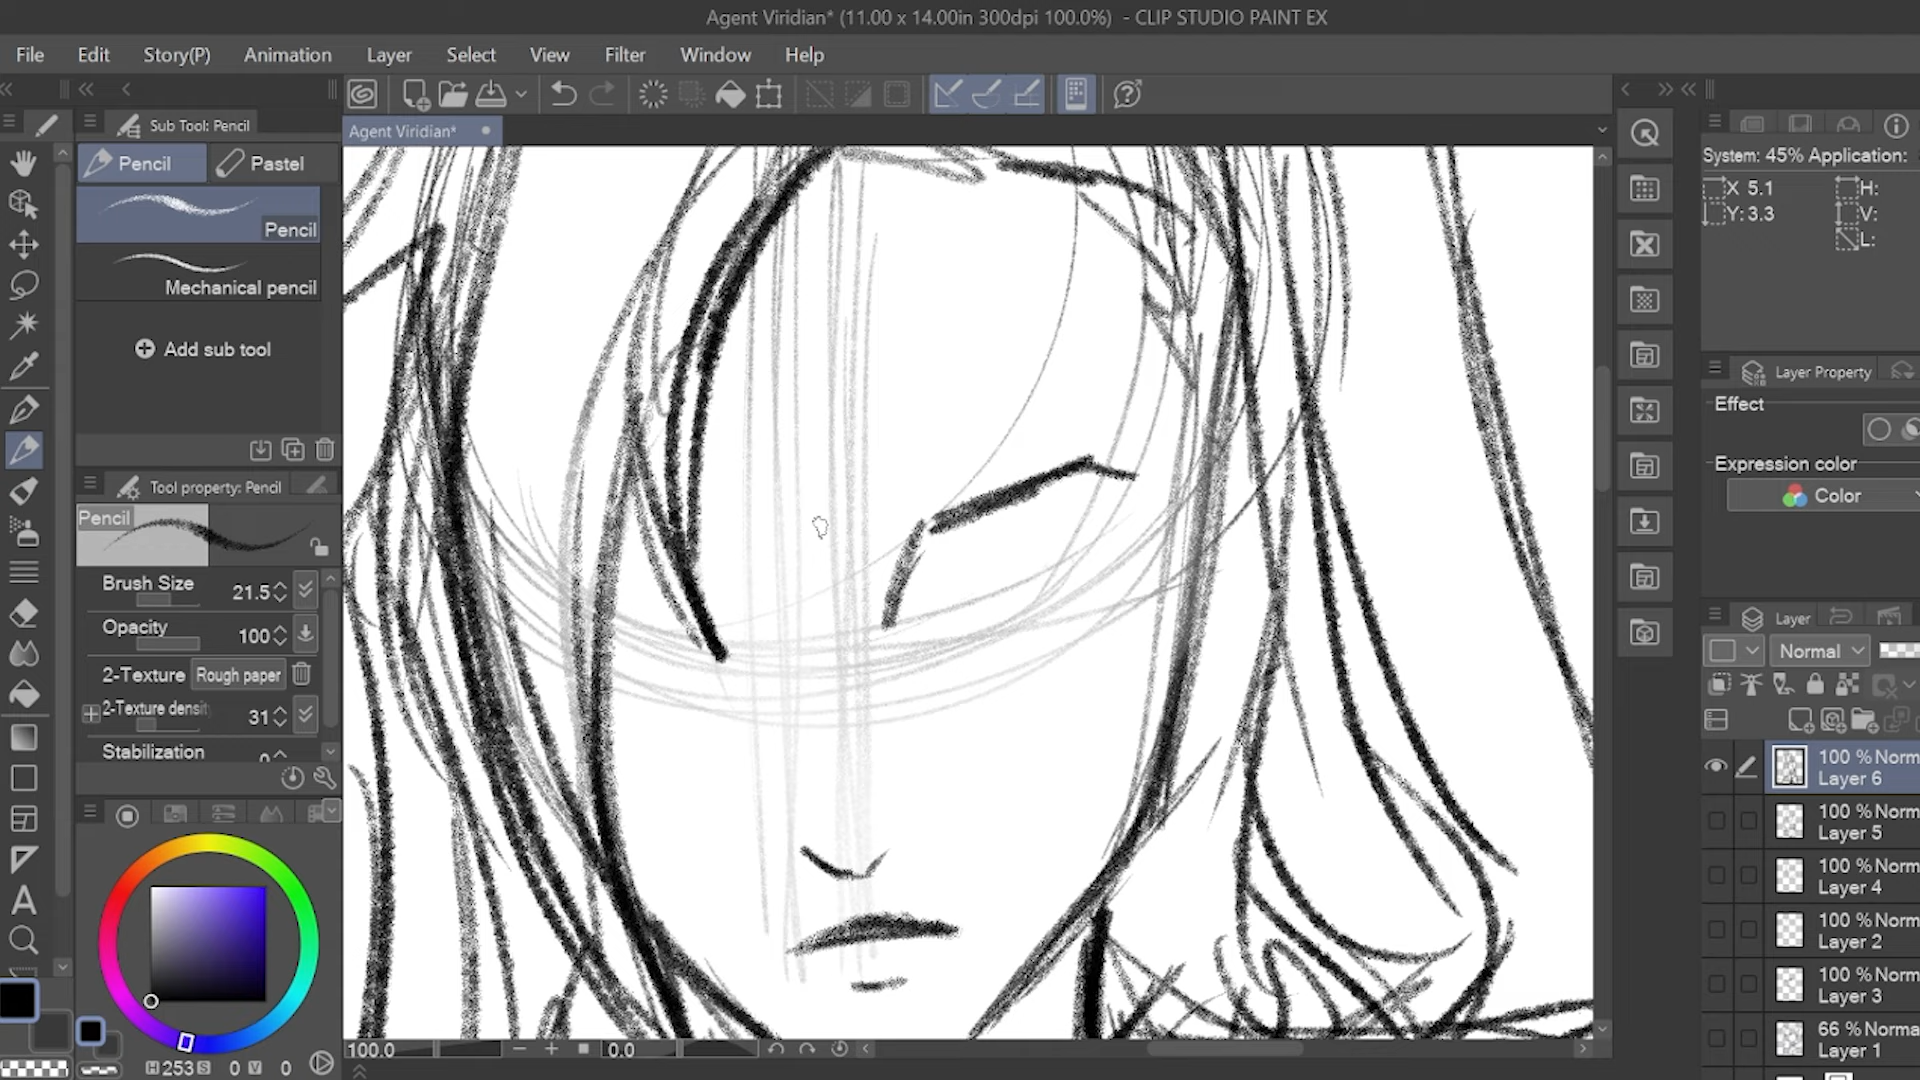 Agent Viridian* (11.00 x 14.00in 300dpi 100.0%) - CLIP STUDIO PAINT EX
File Edit Story(P) Animation Layer Select View Filter Window Help
Sub Tool: Pencil
Agent Viridian*
Pencil Pastel
Pencil
Mechanical pencil
Add sub tool
Tool property: Pencil
Pencil
Brush Size 21.5
Opacity 100
2-Texture Rough paper
2-Texture densit 31
Stabilization
H 253 S 0 V 0
100.0 0.0
System: 45% Application:
X 5.1 H:
Y: 3.3 V:
L:
Layer Property
Effect
Expression color
Color
Layer
Normal
100 % Norm
Layer 6
100 % Norm
Layer 5
100 % Norm
Layer 4
100 % Norm
Layer 2
100 % Norm
Layer 3
66 % Norma
Layer 1